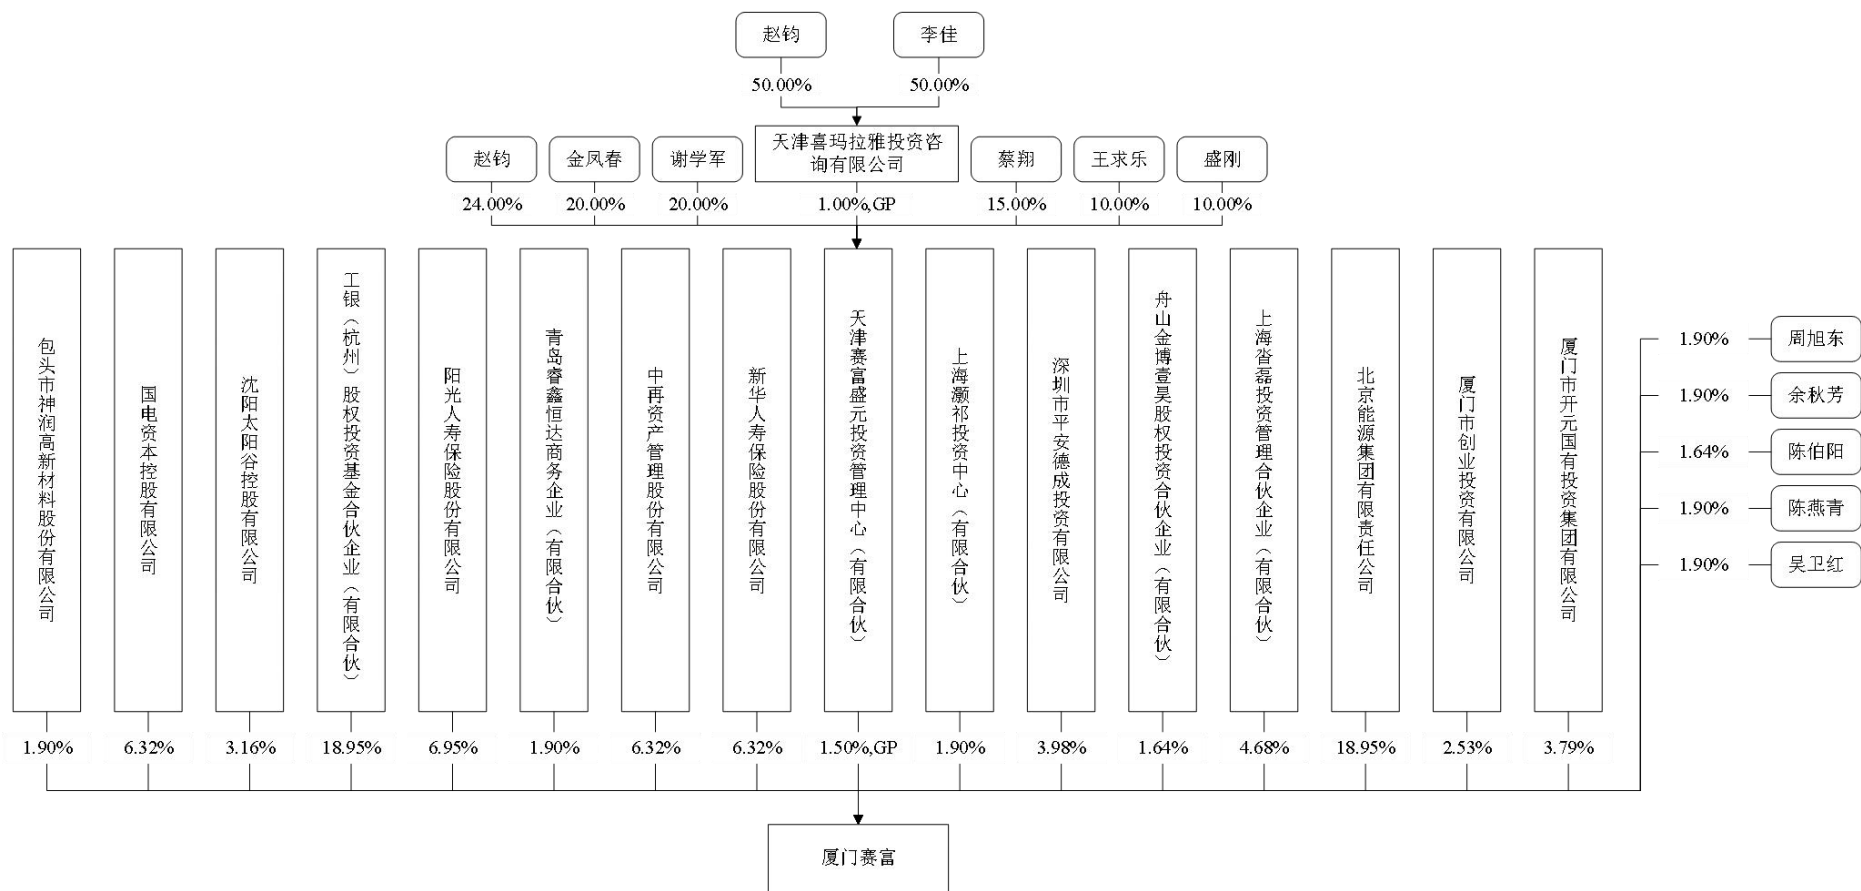 赵钧
李佳
50.00%
50.00%
赵钧
金凤春
谢学军
天津喜玛拉雅投资咨
询有限公司
蔡翔
王求乐
盛刚
24.00%
20.00%
20.00%
1.00%,GP
15.00%
10.00%
10.00%
包头市神润高新材料股份有限公司
国电资本控股有限公司
沈阳太阳谷控股有限公司
工银（杭州）股权投资基金合伙企业（有限合伙）
阳光人寿保险股份有限公司
青岛睿鑫恒达商务企业（有限合伙）
中再资产管理股份有限公司
新华人寿保险股份有限公司
天津赛富盛元投资管理中心（有限合伙）
上海灏祁投资中心（有限合伙）
深圳市平安德成投资有限公司
舟山金博壹昊股权投资合伙企业（有限合伙）
上海沓磊投资管理合伙企业（有限合伙）
北京能源集团有限责任公司
厦门市创业投资有限公司
厦门市开元国有投资集团有限公司
1.90%
周旭东
1.90%
余秋芳
1.64%
陈伯阳
1.90%
陈燕青
1.90%
吴卫红
1.90%
6.32%
3.16%
18.95%
6.95%
1.90%
6.32%
6.32%
1.50%,GP
1.90%
3.98%
1.64%
4.68%
18.95%
2.53%
3.79%
厦门赛富